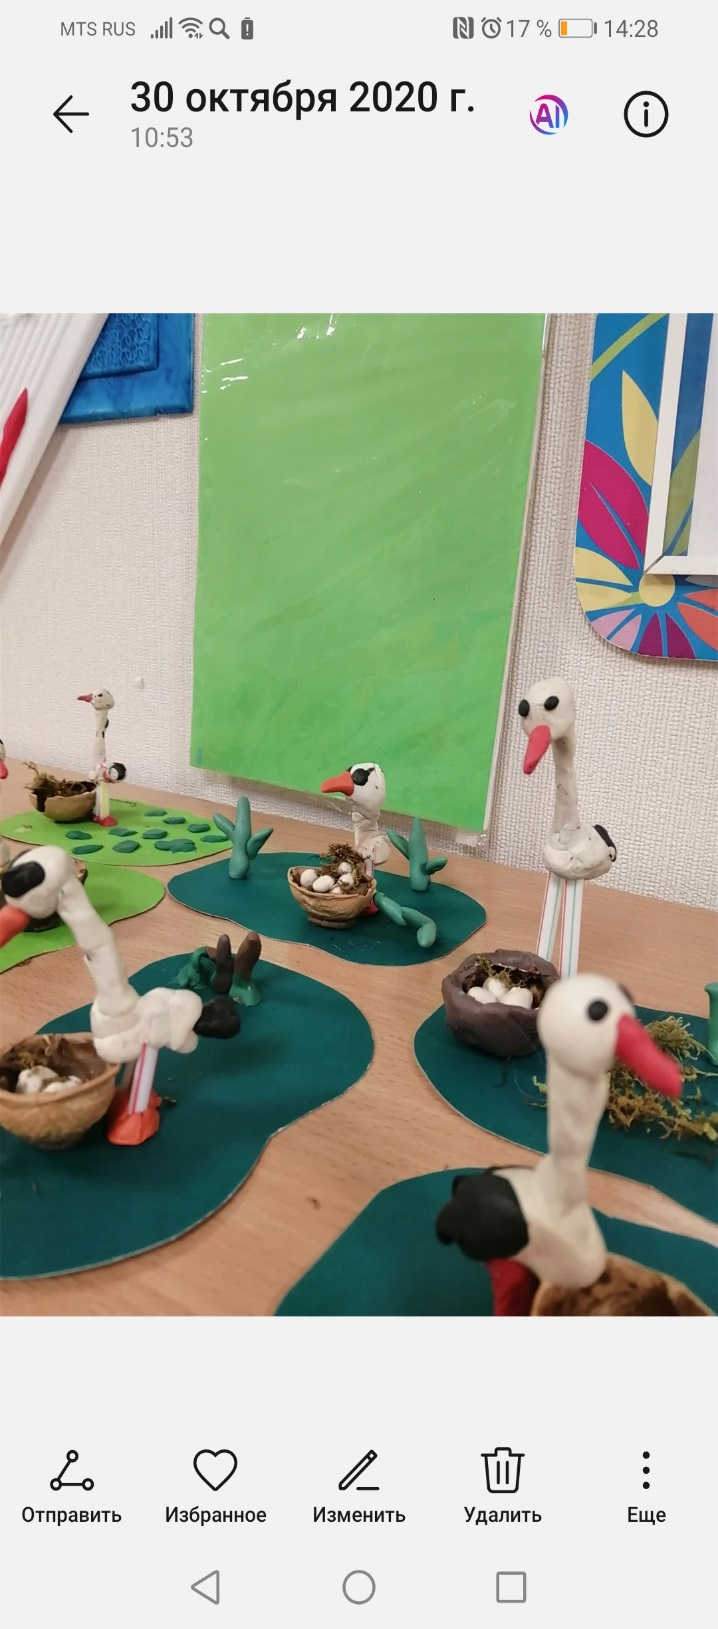 MTS RUS 17 % 14:28
30 октября 2020 г.
AI
10:53
Отправить Избранное Изменить Удалить Еще